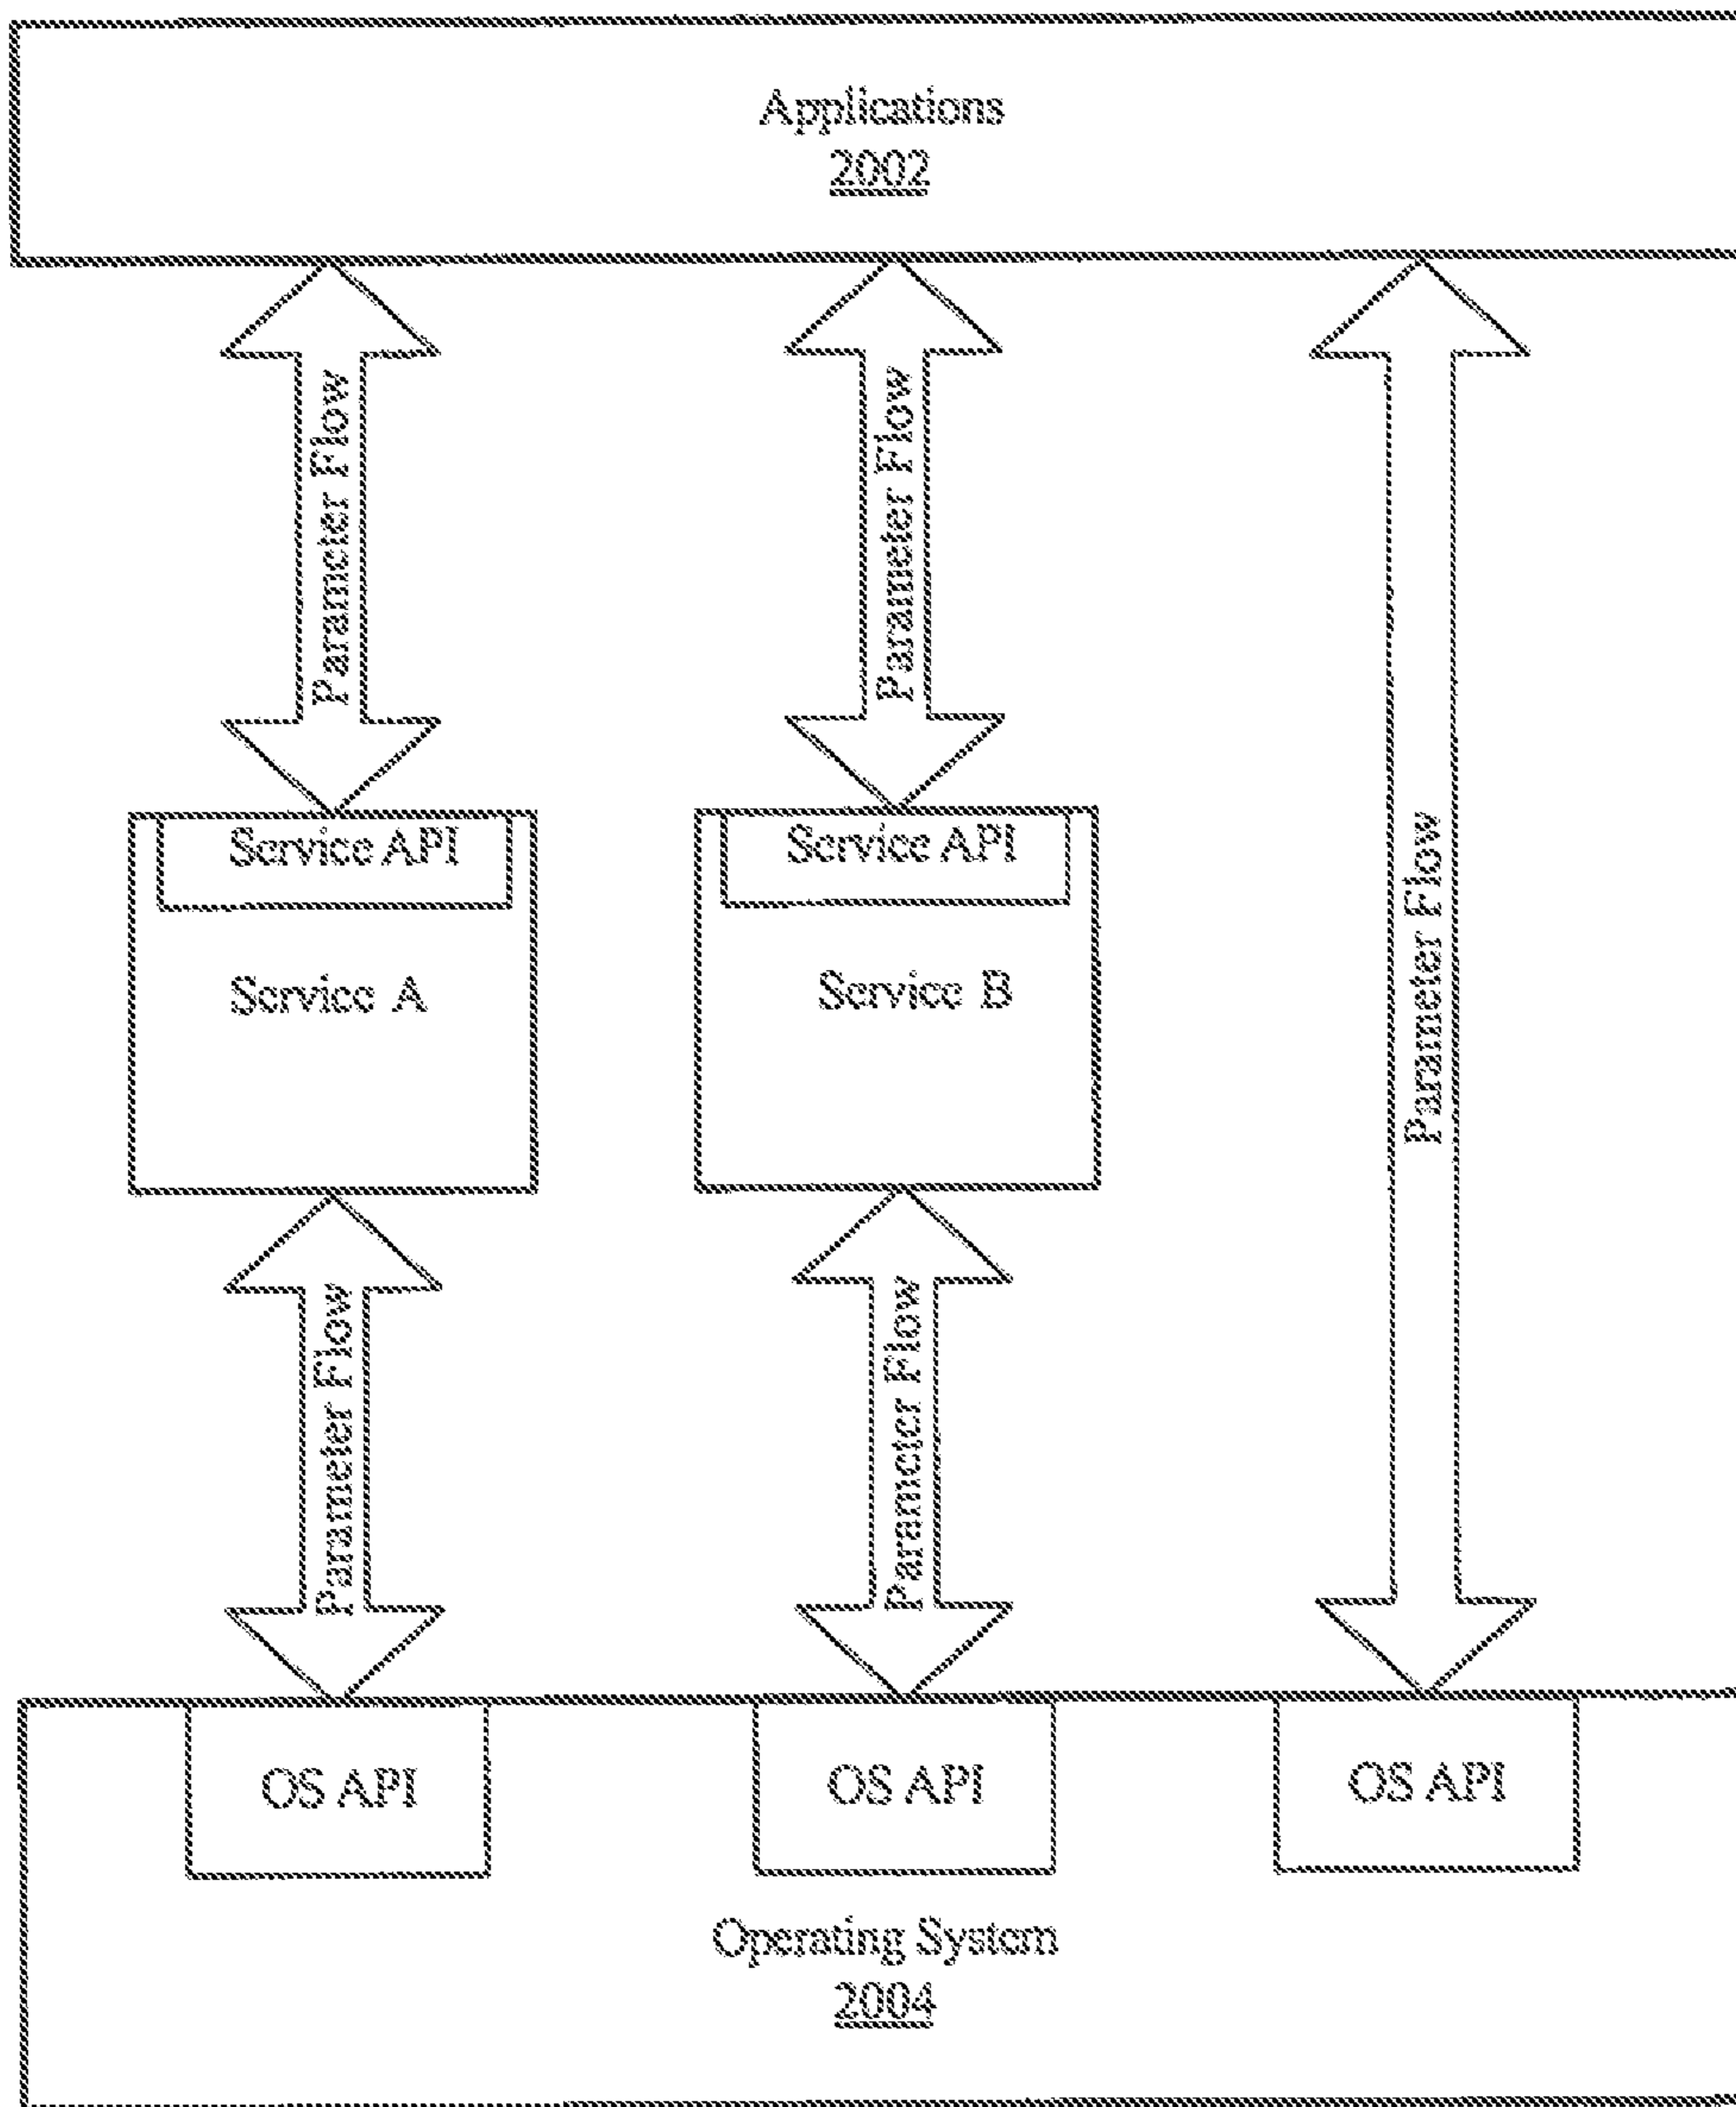 Applications
2002
Parameter Flow
Parameter Flow
Parameter Flow
Service API
Service API
Service A
Service B
Parameter Flow
Parameter Flow
OS API
OS API
OS API
Operating System
2004